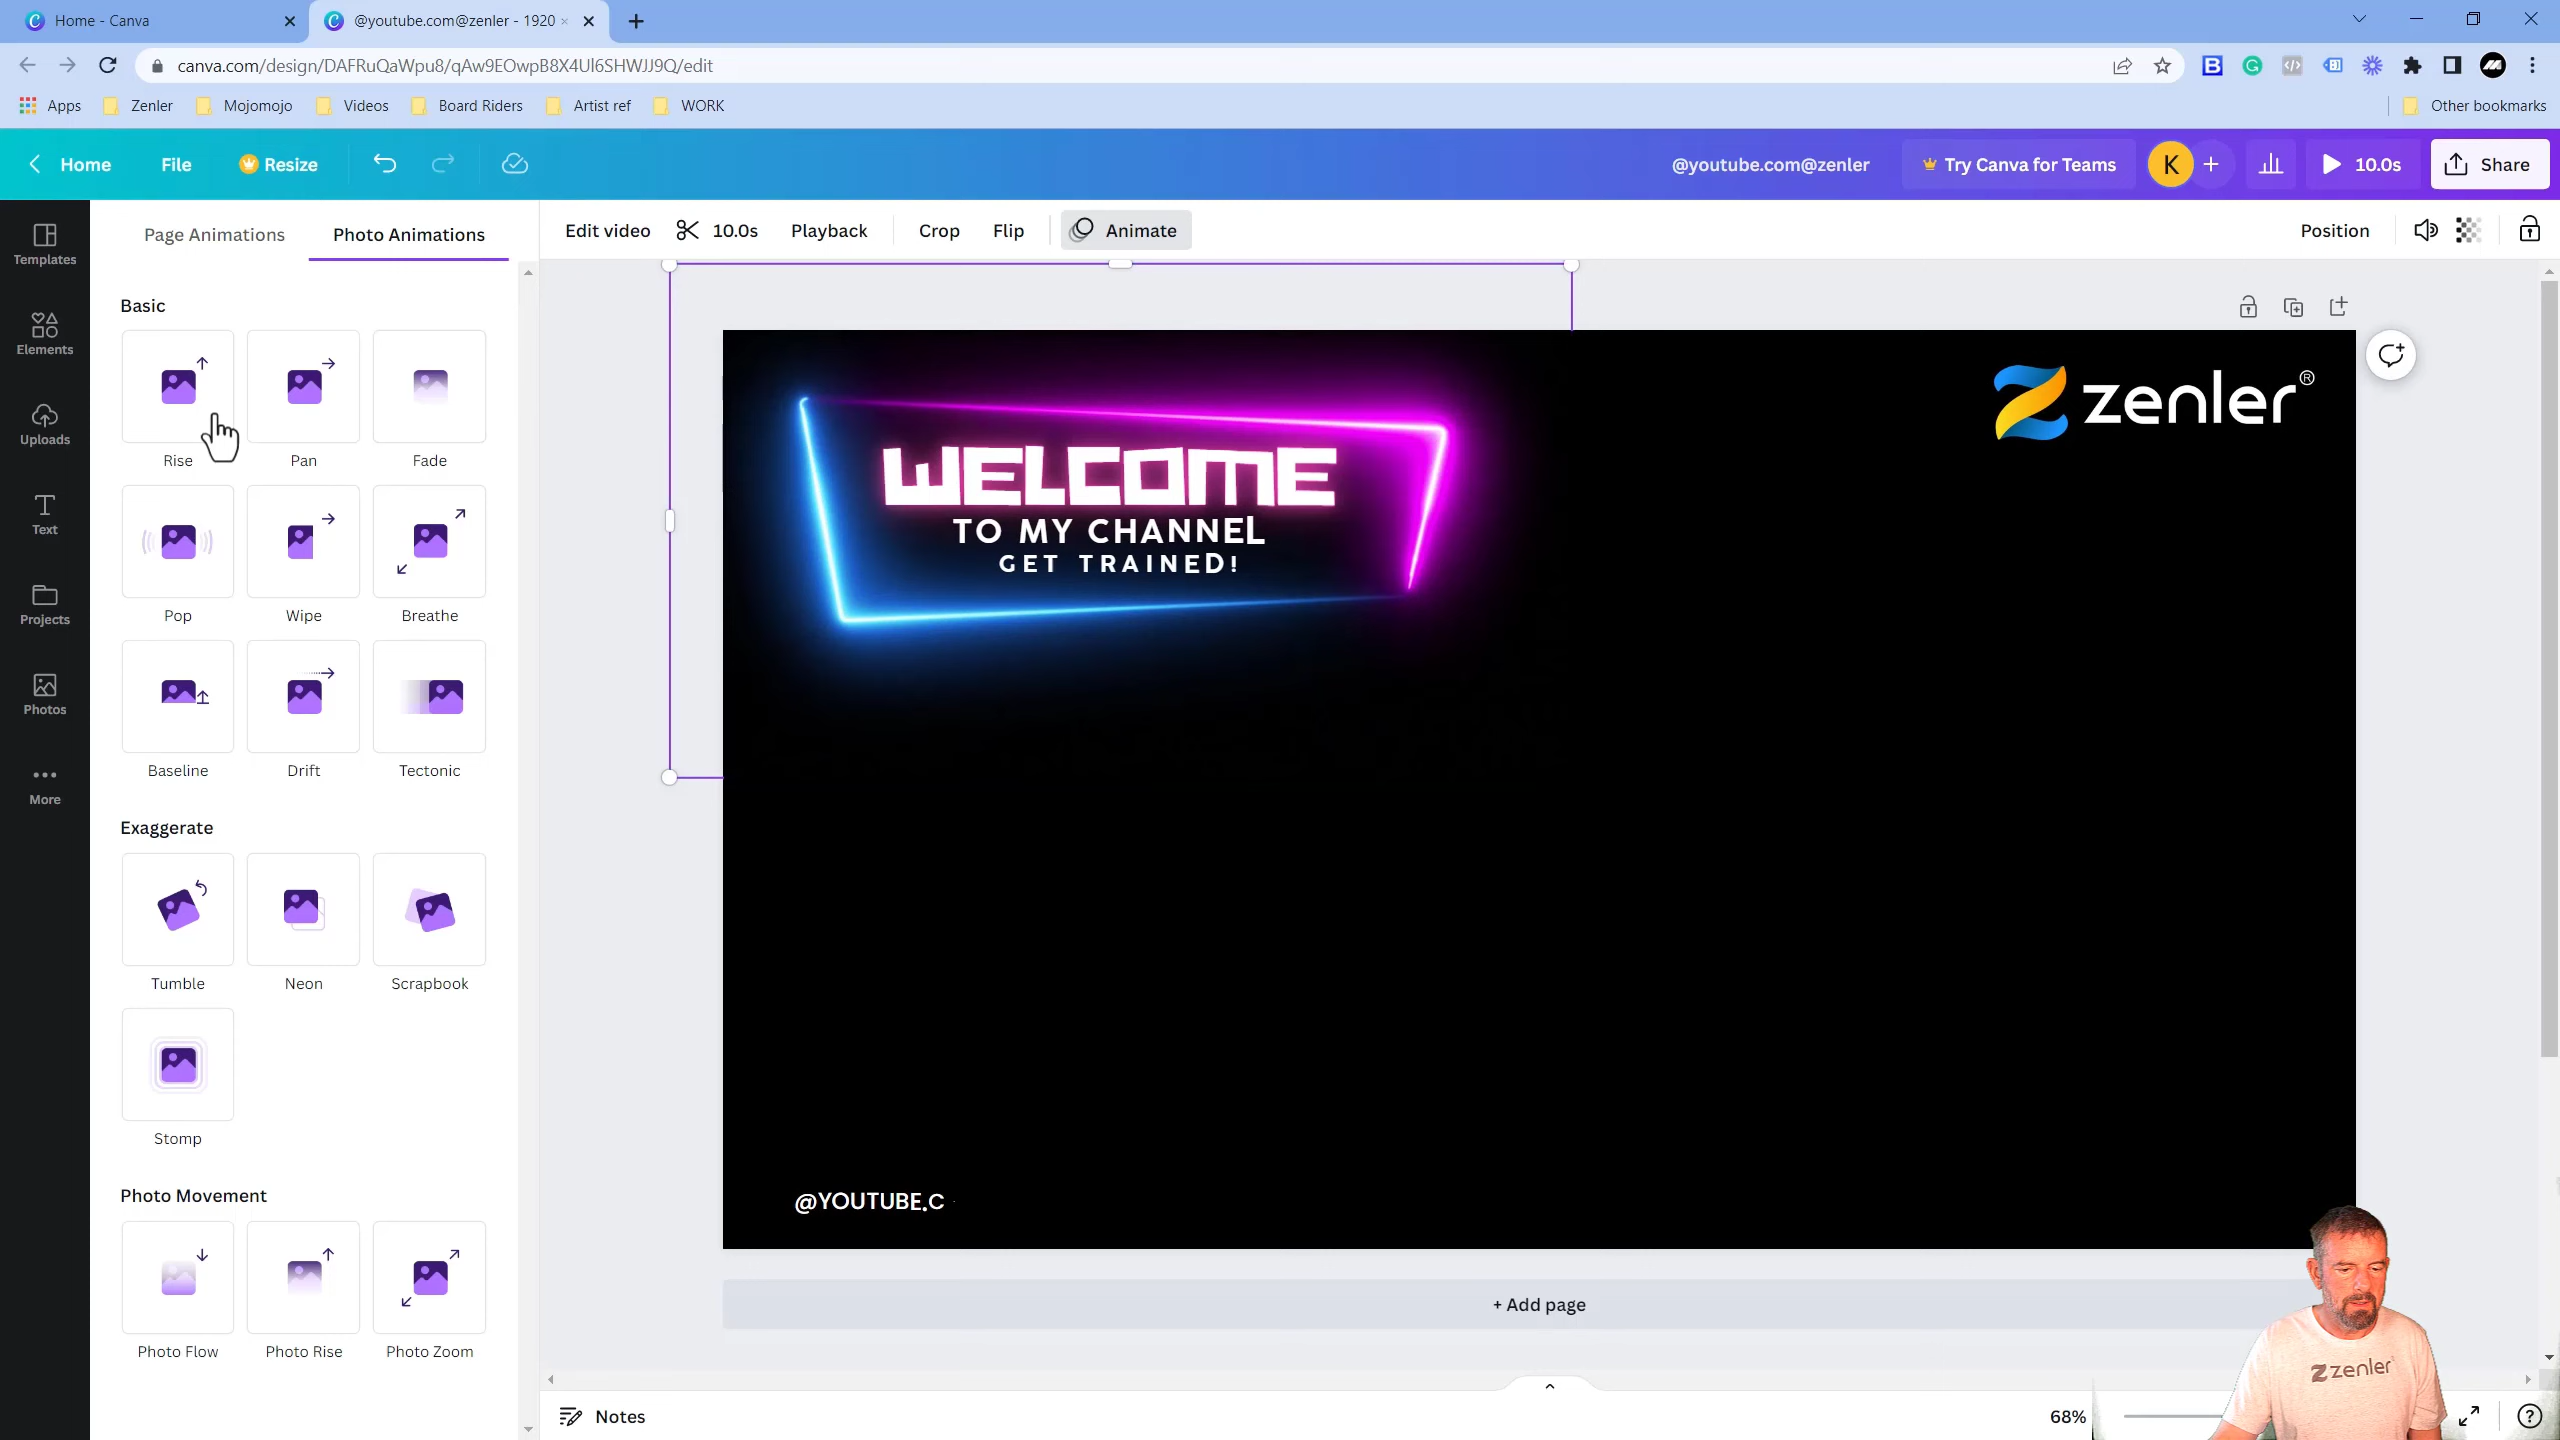 Home - Canva
@youtube.com@zenler - 1920
canva.com/design/DAFRuQaWpu8/qAw9EOwpB8X4Ul6SHWJJ9Q/edit
Apps
Zenler
Mojomojo
Videos
Board Riders
Artist ref
WORK
Other bookmarks
Home
File
Resize
@youtube.com@zenler
Try Canva for Teams
K
10.0s
Share
Templates
Elements
Uploads
Text
Projects
Photos
More
Page Animations
Photo Animations
Basic
Rise
Pan
Fade
Pop
Wipe
Breathe
Baseline
Drift
Tectonic
Exaggerate
Tumble
Neon
Scrapbook
Stomp
Photo Movement
Photo Flow
Photo Rise
Photo Zoom
Edit video
10.0s
Playback
Crop
Flip
Animate
Position
WELCOME
TO MY CHANNEL
GET TRAINED!
zenler®
@YOUTUBE.C
+ Add page
Notes
68%
zenler